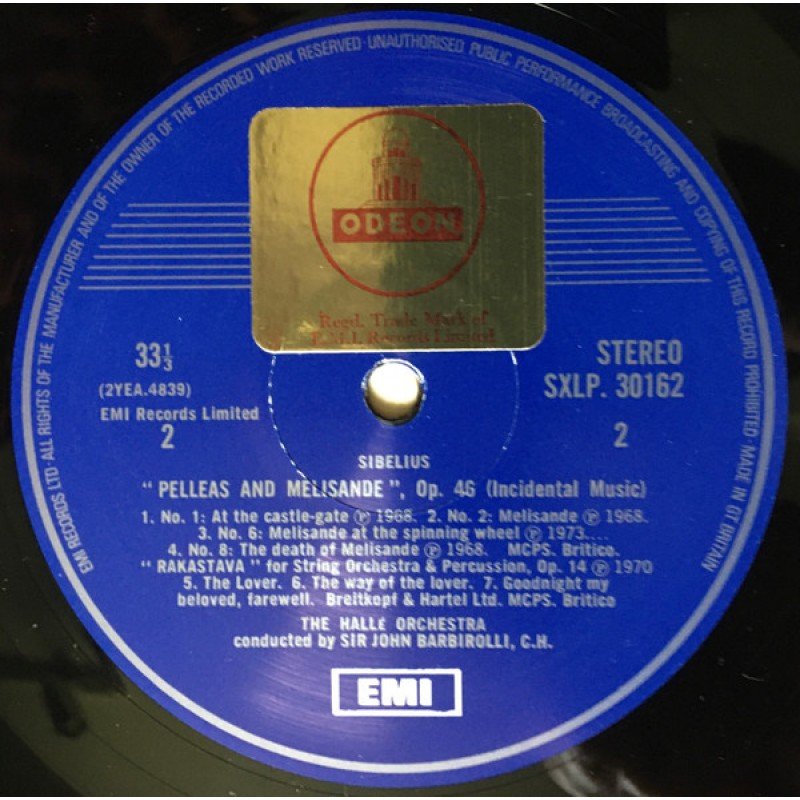 EMI RECORDS LTD·ALL RIGHTS OF THE MANUFACTURER AND OF THE OWNER OF THE RECORDED WORK RESERVED·UNAUTHORISED PUBLIC PERFORMANCE BROADCASTING AND COPYING OF THIS RECORD PROHIBITED·MADE IN GT BRITAIN
ODEON
Regd. Trade Mark of
E.M.I. Records Limited
33⅓
STEREO
(2YEA.4839)
SXLP. 30162
EMI Records Limited
2
2
SIBELIUS
" PELLEAS AND MELISANDE ", Op. 46 (Incidental Music)
1. No. 1: At the castle-gate ℗ 1968. 2. No. 2: Melisande ℗ 1968.
3. No. 6: Melisande at the spinning wheel ℗ 1973....
4. No. 8: The death of Melisande ℗ 1968. MCPS. Britico.
" RAKASTAVA " for String Orchestra & Percussion, Op. 14 ℗ 1970
5. The Lover. 6. The way of the lover. 7. Goodnight my
beloved, farewell. Breitkopf & Hartel Ltd. MCPS. Britico
THE HALLÉ ORCHESTRA
conducted by SIR JOHN BARBIROLLI, C.H.
EMI